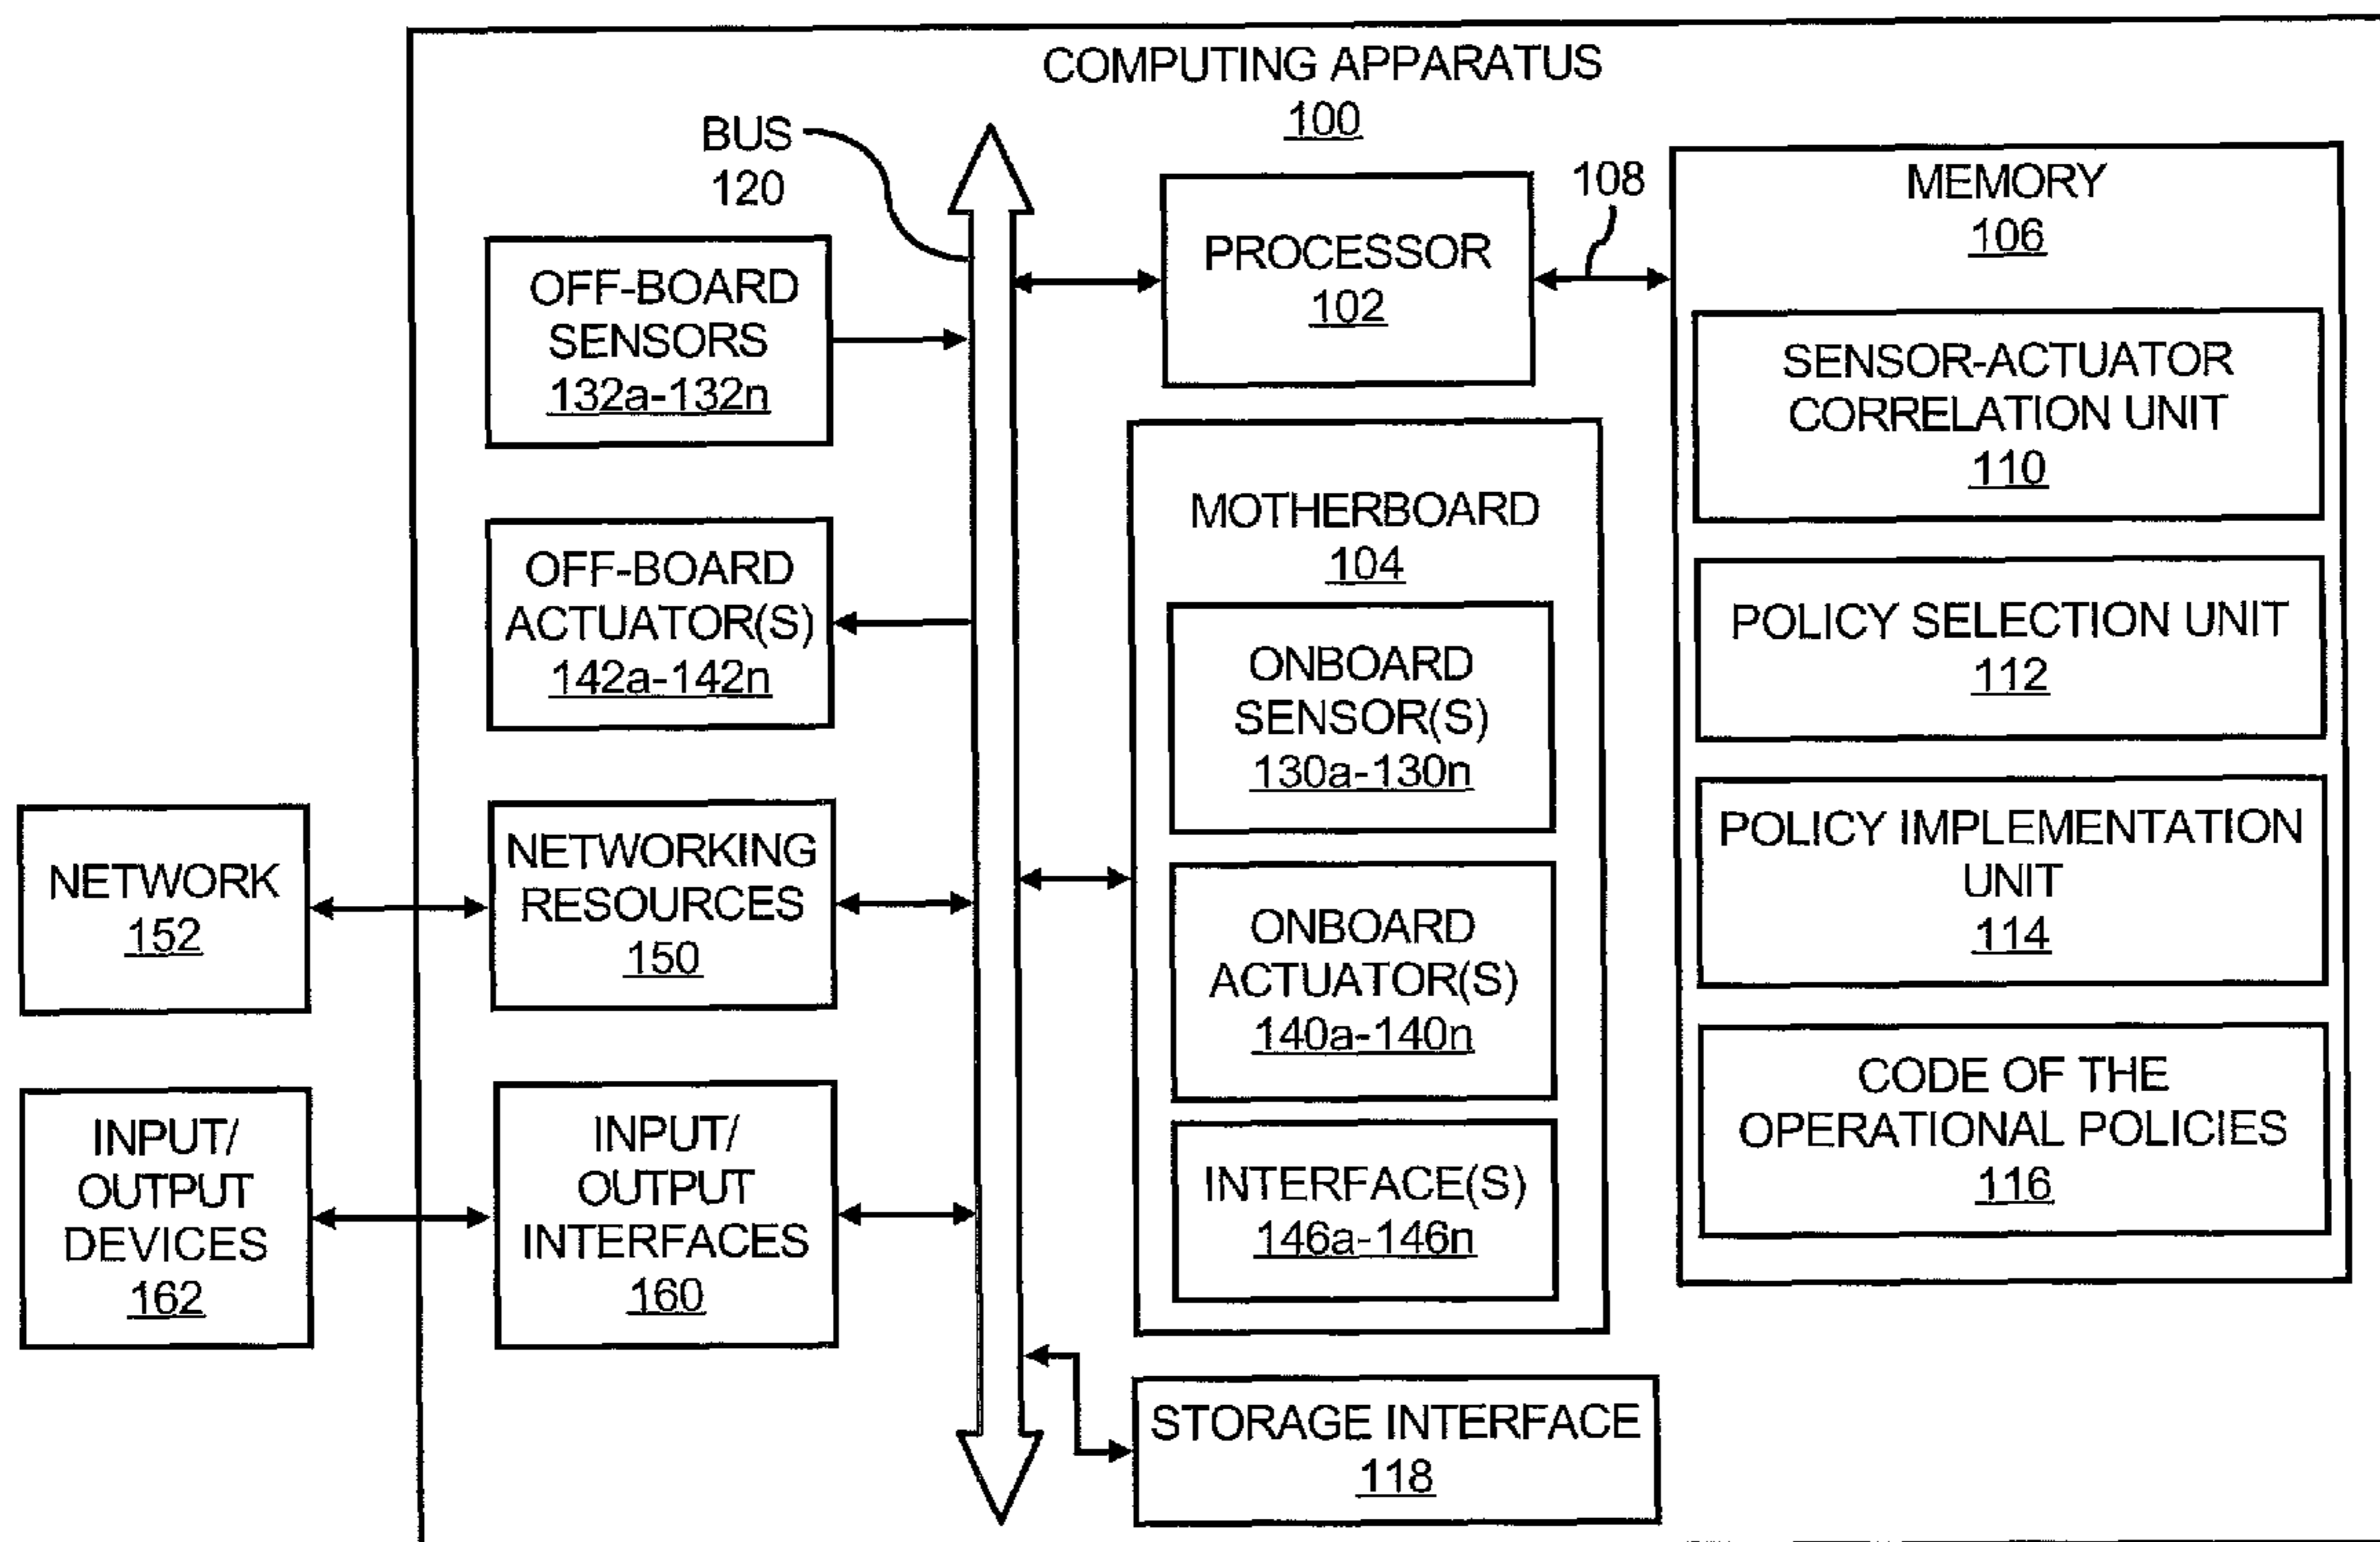 COMPUTING APPARATUS
100
BUS
120
OFF-BOARD
SENSORS
132a-132n
OFF-BOARD
ACTUATOR(S)
142a-142n
NETWORK
152
NETWORKING
RESOURCES
150
INPUT/
OUTPUT
DEVICES
162
INPUT/
OUTPUT
INTERFACES
160
PROCESSOR
102
108
MOTHERBOARD
104
ONBOARD
SENSOR(S)
130a-130n
ONBOARD
ACTUATOR(S)
140a-140n
INTERFACE(S)
146a-146n
STORAGE INTERFACE
118
MEMORY
106
SENSOR-ACTUATOR
CORRELATION UNIT
110
POLICY SELECTION UNIT
112
POLICY IMPLEMENTATION
UNIT
114
CODE OF THE
OPERATIONAL POLICIES
116